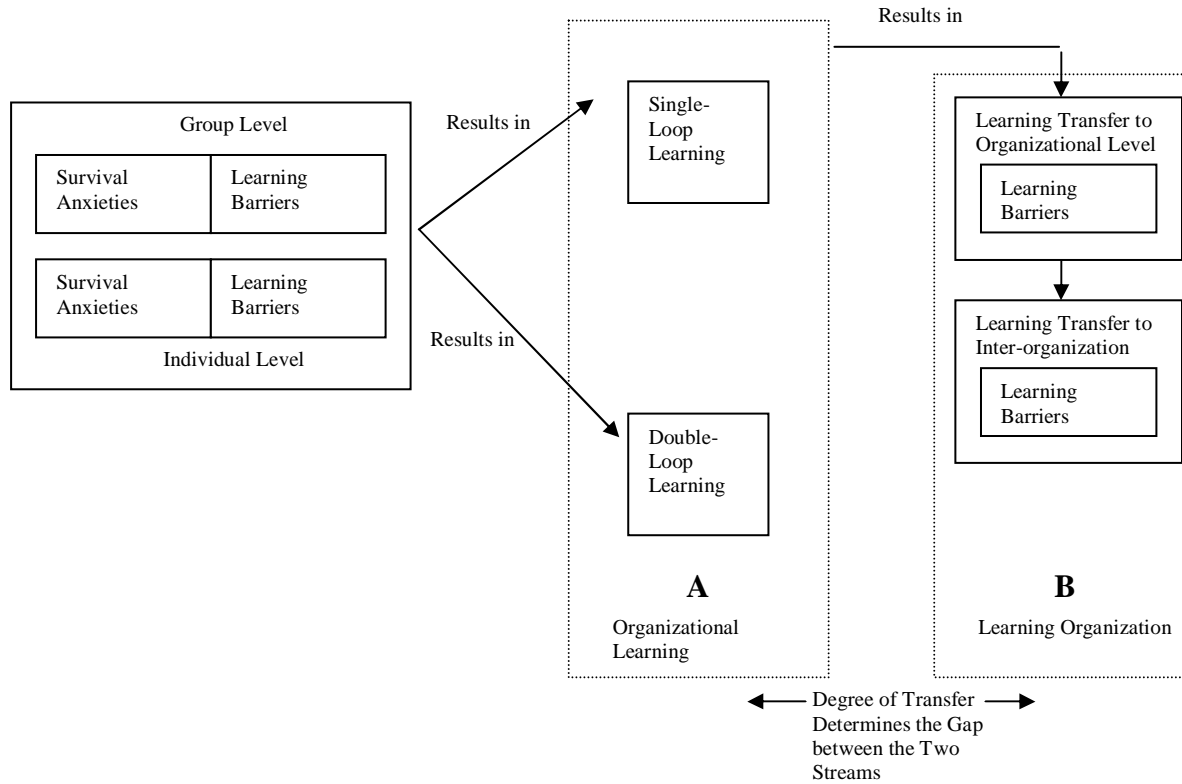 Results in
Group Level
Survival
Anxieties
Learning
Barriers
Survival
Anxieties
Learning
Barriers
Individual Level
Results in
Results in
Single-
Loop
Learning
Double-
Loop
Learning
A
Organizational
Learning
Learning Transfer to
Organizational Level
Learning
Barriers
Learning Transfer to
Inter-organization
Learning
Barriers
B
Learning Organization
Degree of Transfer
Determines the Gap
between the Two
Streams